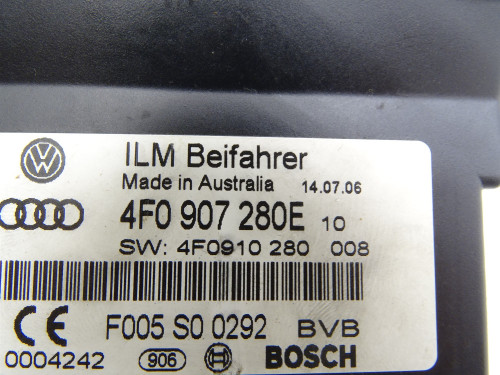 ILM Beifahrer
Made in Australia 14.07.06
4F0 907 280E 10
SW: 4F0910 280 008
CE F005 S0 0292 BVB
0004242 906 BOSCH